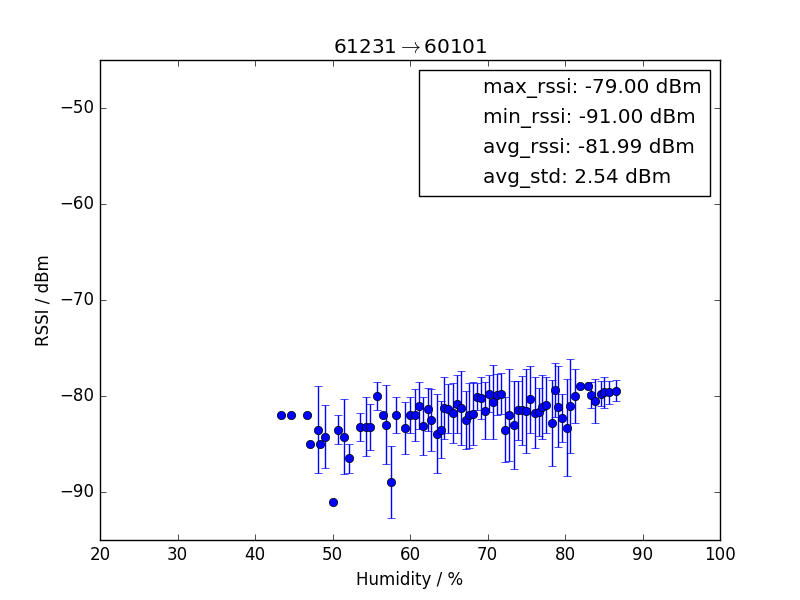 61231→60101
max_rssi: -79.00 dBm
min_rssi: -91.00 dBm
avg_rssi: -81.99 dBm
avg_std: 2.54 dBm
−50
−60
−70
−80
−90
RSSI / dBm
20 30 40 50 60 70 80 90 100
Humidity / %